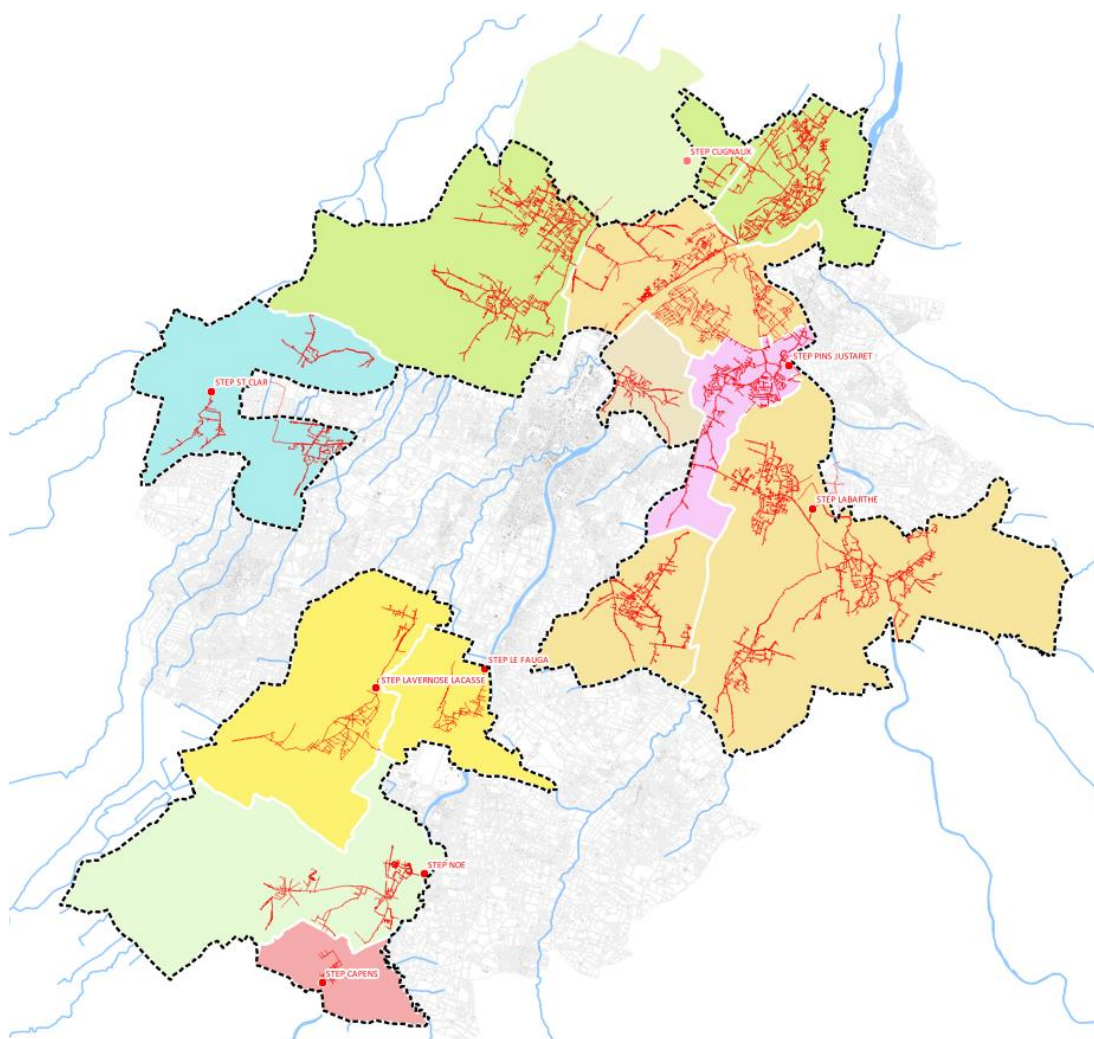 STEP CUGNAUX
STEP PINS JUSTARET
STEP ST CLAR
STEP LABARTHE
STEP LE FAUGA
STEP LAVERNOSE LACASSE
STEP NOE
STEP CAPENS